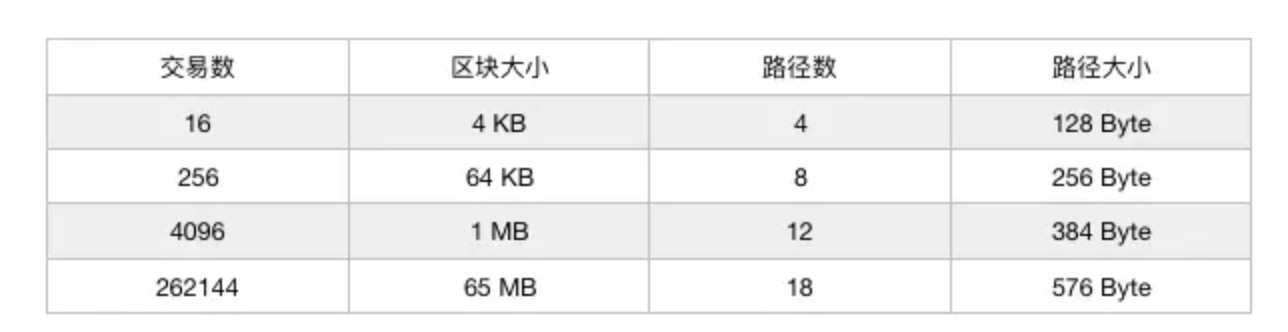 交易数 区块大小 路径数 路径大小
16 4 KB 4 128 Byte
256 64 KB 8 256 Byte
4096 1 MB 12 384 Byte
262144 65 MB 18 576 Byte